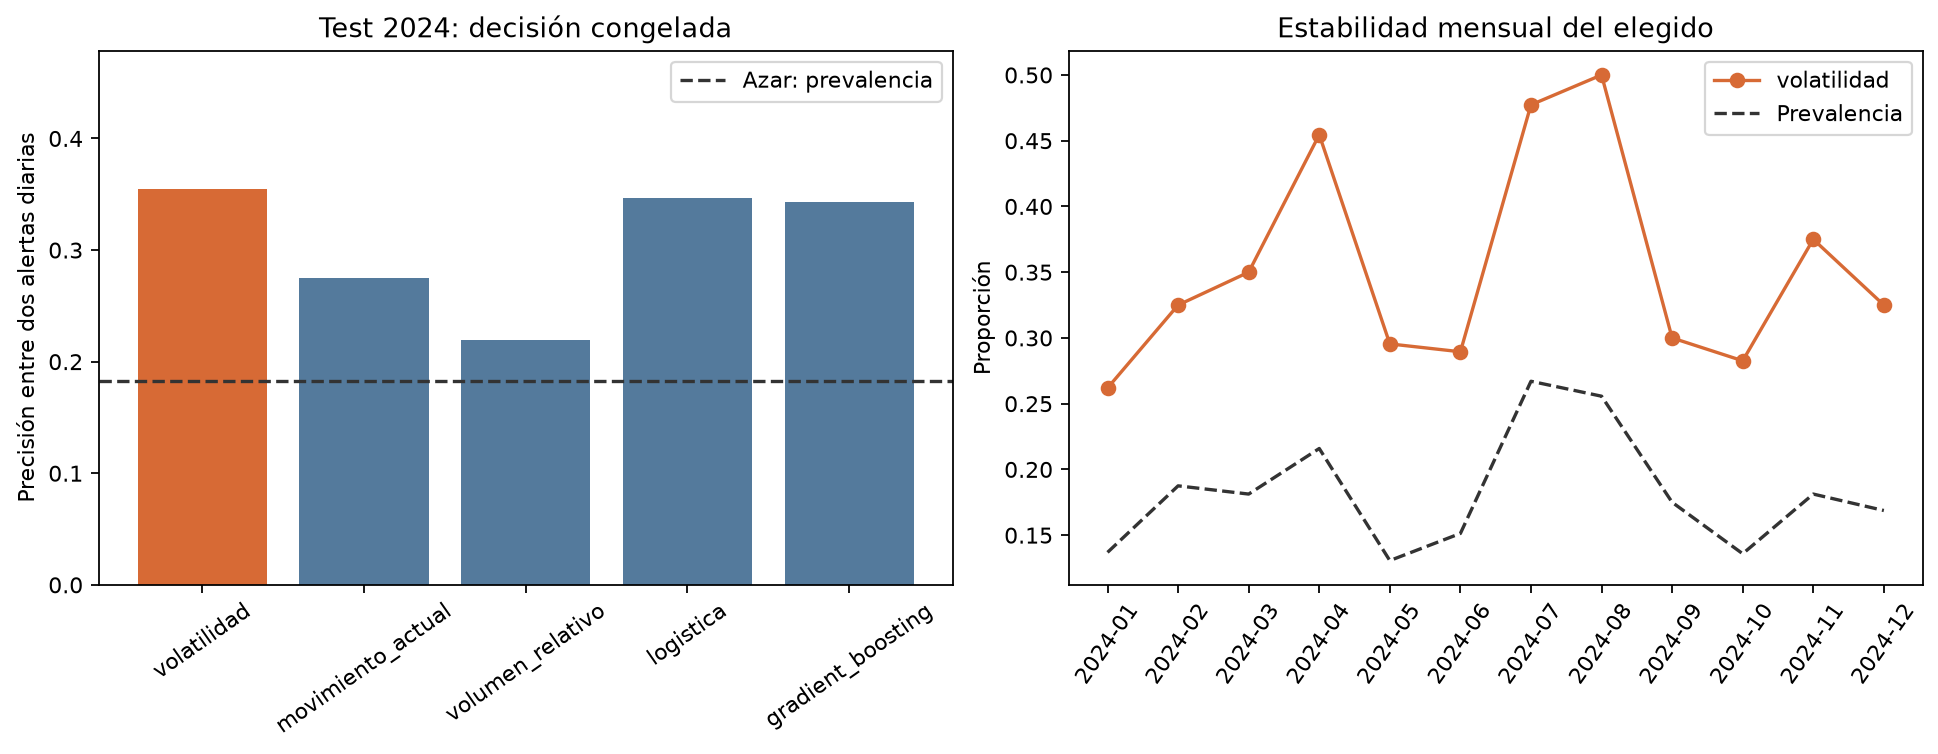 Test 2024: decisión congelada
Azar: prevalencia
Precisión entre dos alertas diarias
0.4
0.3
0.2
0.1
0.0
volatilidad
movimiento_actual
volumen_relativo
logistica
gradient_boosting
Estabilidad mensual del elegido
volatilidad
Prevalencia
Proporción
0.50
0.45
0.40
0.35
0.30
0.25
0.20
0.15
2024-01
2024-02
2024-03
2024-04
2024-05
2024-06
2024-07
2024-08
2024-09
2024-10
2024-11
2024-12